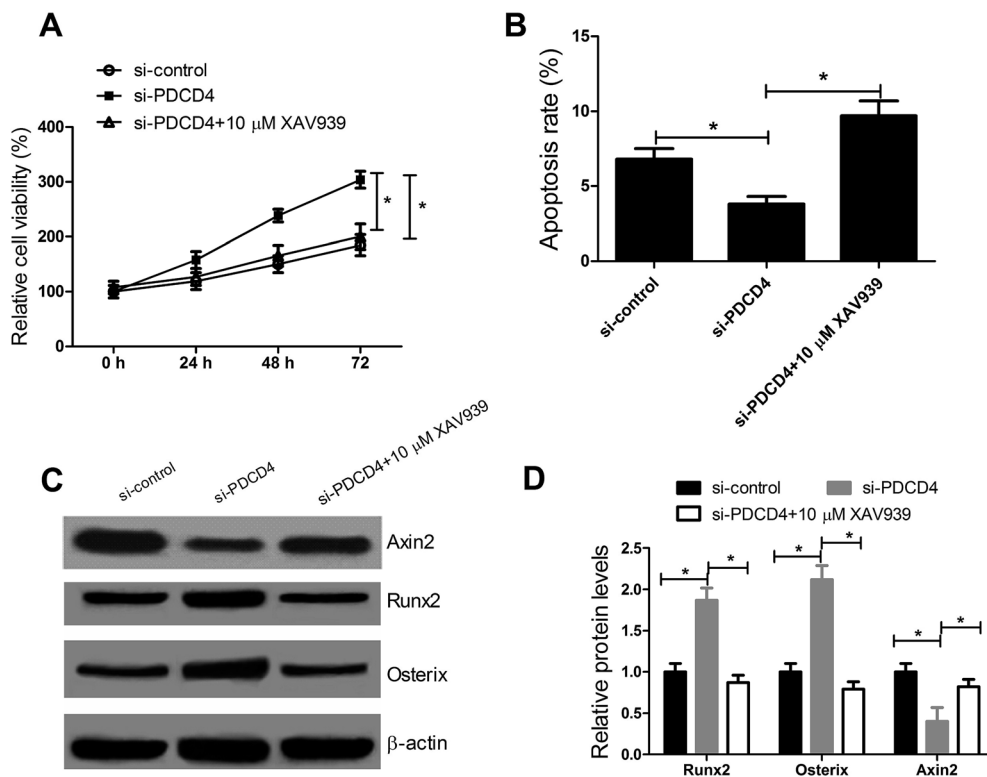 A
si-control
si-PDCD4
si-PDCD4+10 μM XAV939
Relative cell viability (%)
400
300
200
100
0
0 h
24 h
48 h
72
*
*
B
Apoptosis rate (%)
15
10
5
0
*
*
si-control
si-PDCD4
si-PDCD4+10 μM XAV939
C
si-control
si-PDCD4
si-PDCD4+10 μM XAV939
Axin2
Runx2
Osterix
β-actin
D
si-control
si-PDCD4
si-PDCD4+10 μM XAV939
Relative protein levels
2.5
2.0
1.5
1.0
0.5
0.0
* * * * * *
Runx2
Osterix
Axin2